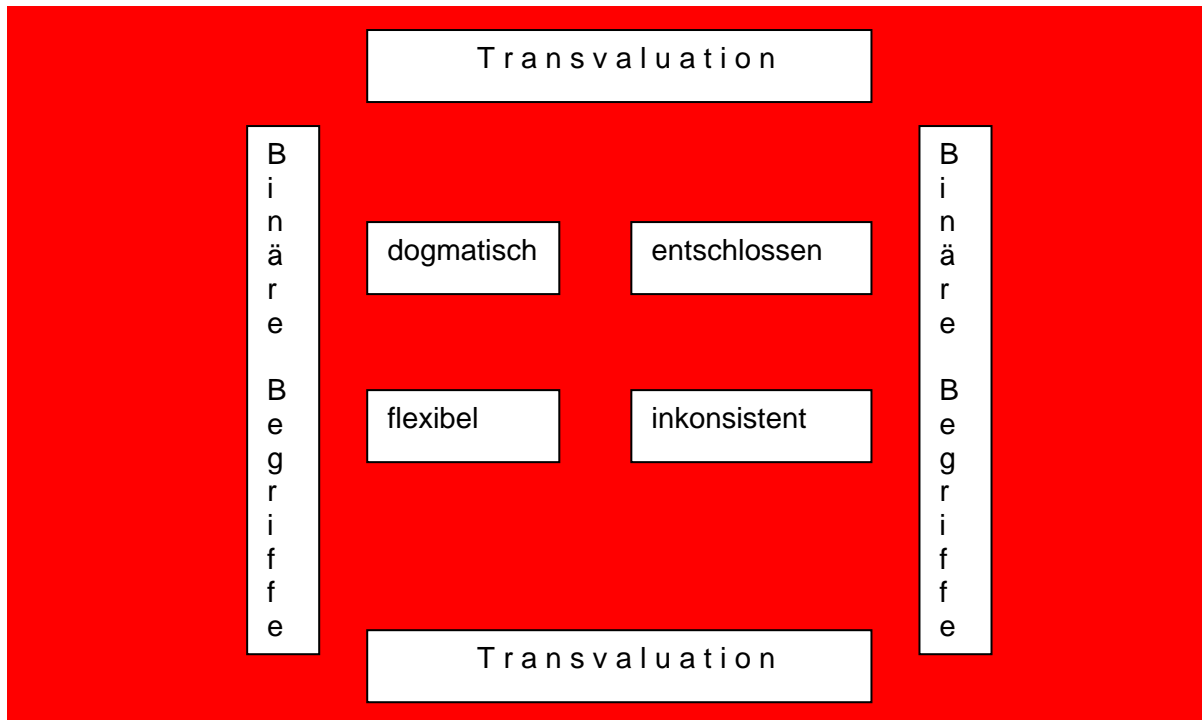 Transvaluation
Binäre Begriffe
dogmatisch
entschlossen
flexibel
inkonsistent
Binäre Begriffe
Transvaluation